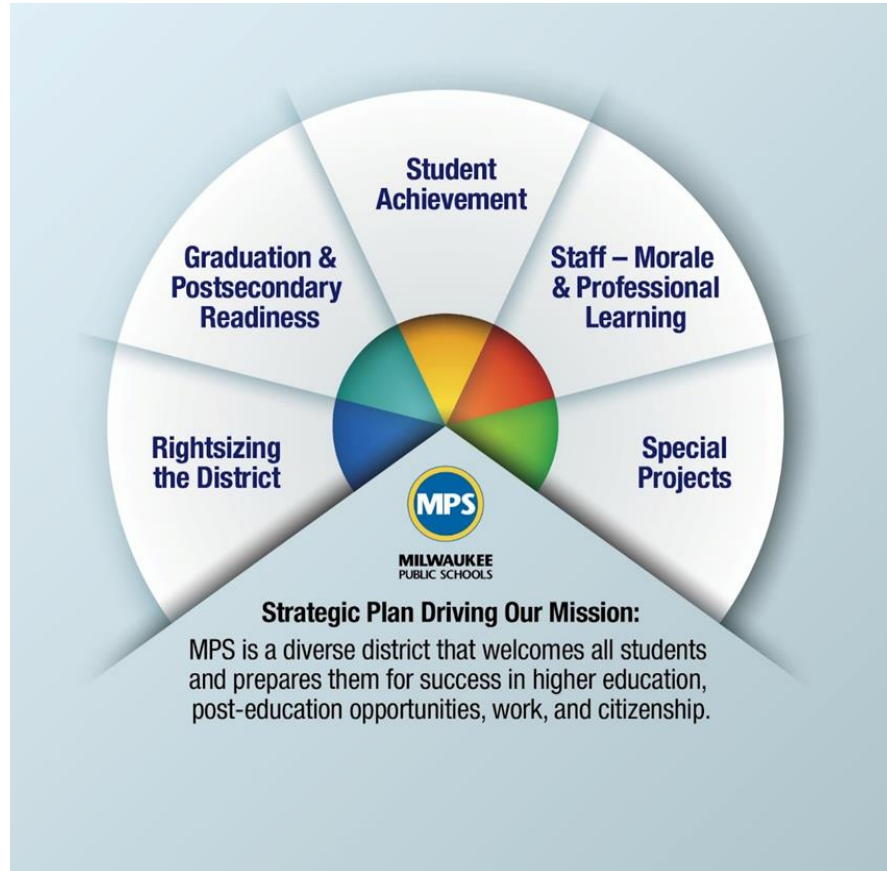 Student
Achievement
Graduation &
Postsecondary
Readiness
Staff – Morale
& Professional
Learning
Rightsizing
the District
Special
Projects
MPS
MILWAUKEE
PUBLIC SCHOOLS
Strategic Plan Driving Our Mission:
MPS is a diverse district that welcomes all students
and prepares them for success in higher education,
post-education opportunities, work, and citizenship.